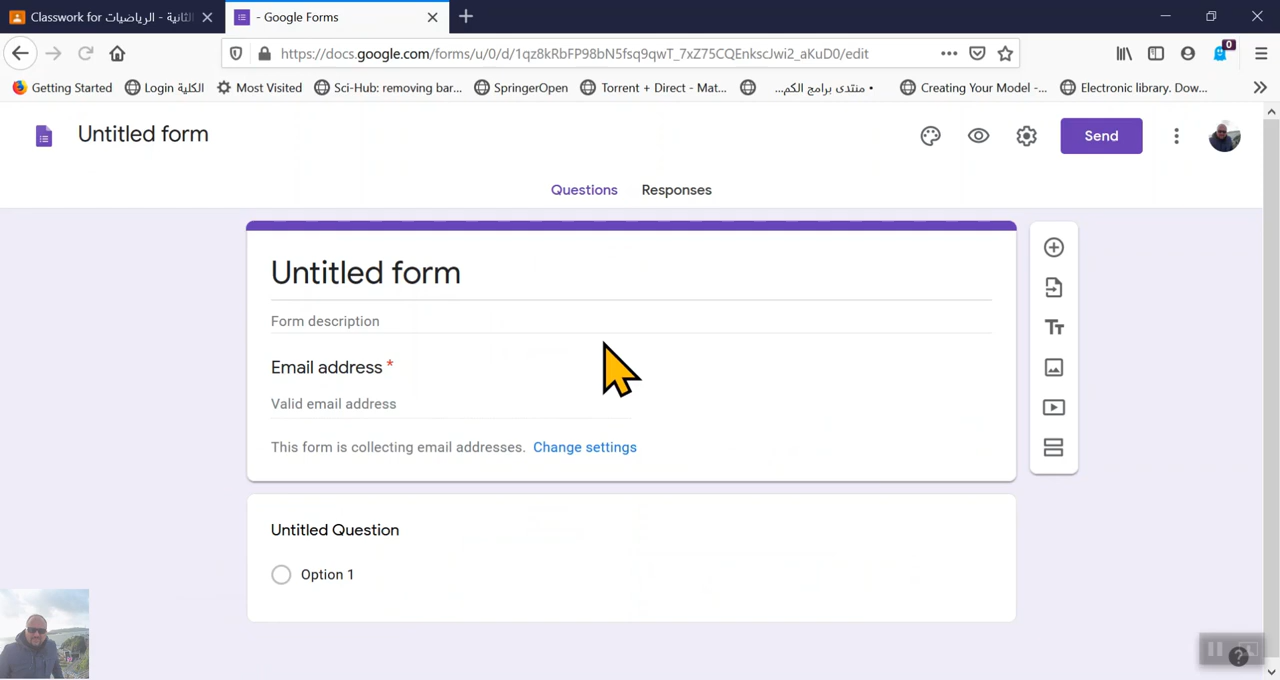 Classwork for الثانية - الرياضيات
- Google Forms
https://docs.google.com/forms/u/0/d/1qz8kRbFP98bN5fsq9qwT_7xZ75CQEnkscJwi2_aKuD0/edit
0
Getting Started
Login الكلية
Most Visited
Sci-Hub: removing bar...
SpringerOpen
Torrent + Direct - Mat...
منتدى برامج الكم...
Creating Your Model -...
Electronic library. Dow...
Untitled form
Send
Questions
Responses
Untitled form
Form description
Email address *
Valid email address
This form is collecting email addresses. Change settings
Untitled Question
Option 1